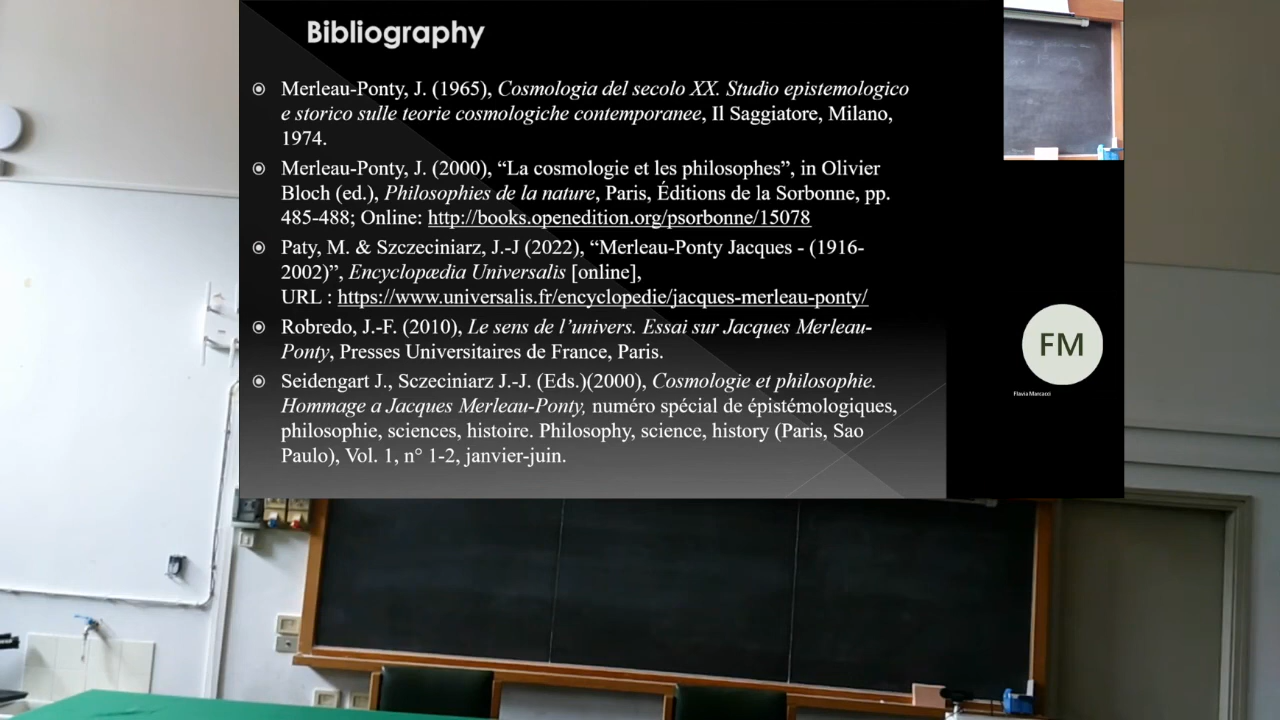 Bibliography
Merleau-Ponty, J. (1965), Cosmologia del secolo XX. Studio epistemologico
e storico sulle teorie cosmologiche contemporanee, Il Saggiatore, Milano,
1974.
Merleau-Ponty, J. (2000), “La cosmologie et les philosophes”, in Olivier
Bloch (ed.), Philosophies de la nature, Paris, Éditions de la Sorbonne, pp.
485-488; Online: http://books.openedition.org/psorbonne/15078
Paty, M. & Szczeciniarz, J.-J (2022), “Merleau-Ponty Jacques - (1916-
2002)”, Encyclopædia Universalis [online],
URL : https://www.universalis.fr/encyclopedie/jacques-merleau-ponty/
Robredo, J.-F. (2010), Le sens de l’univers. Essai sur Jacques Merleau-
Ponty, Presses Universitaires de France, Paris.
Seidengart J., Sczeciniarz J.-J. (Eds.)(2000), Cosmologie et philosophie.
Hommage a Jacques Merleau-Ponty, numéro spécial de épistémologiques,
philosophie, sciences, histoire. Philosophy, science, history (Paris, Sao
Paulo), Vol. 1, n° 1-2, janvier-juin.
FM
Flavia Marcacci